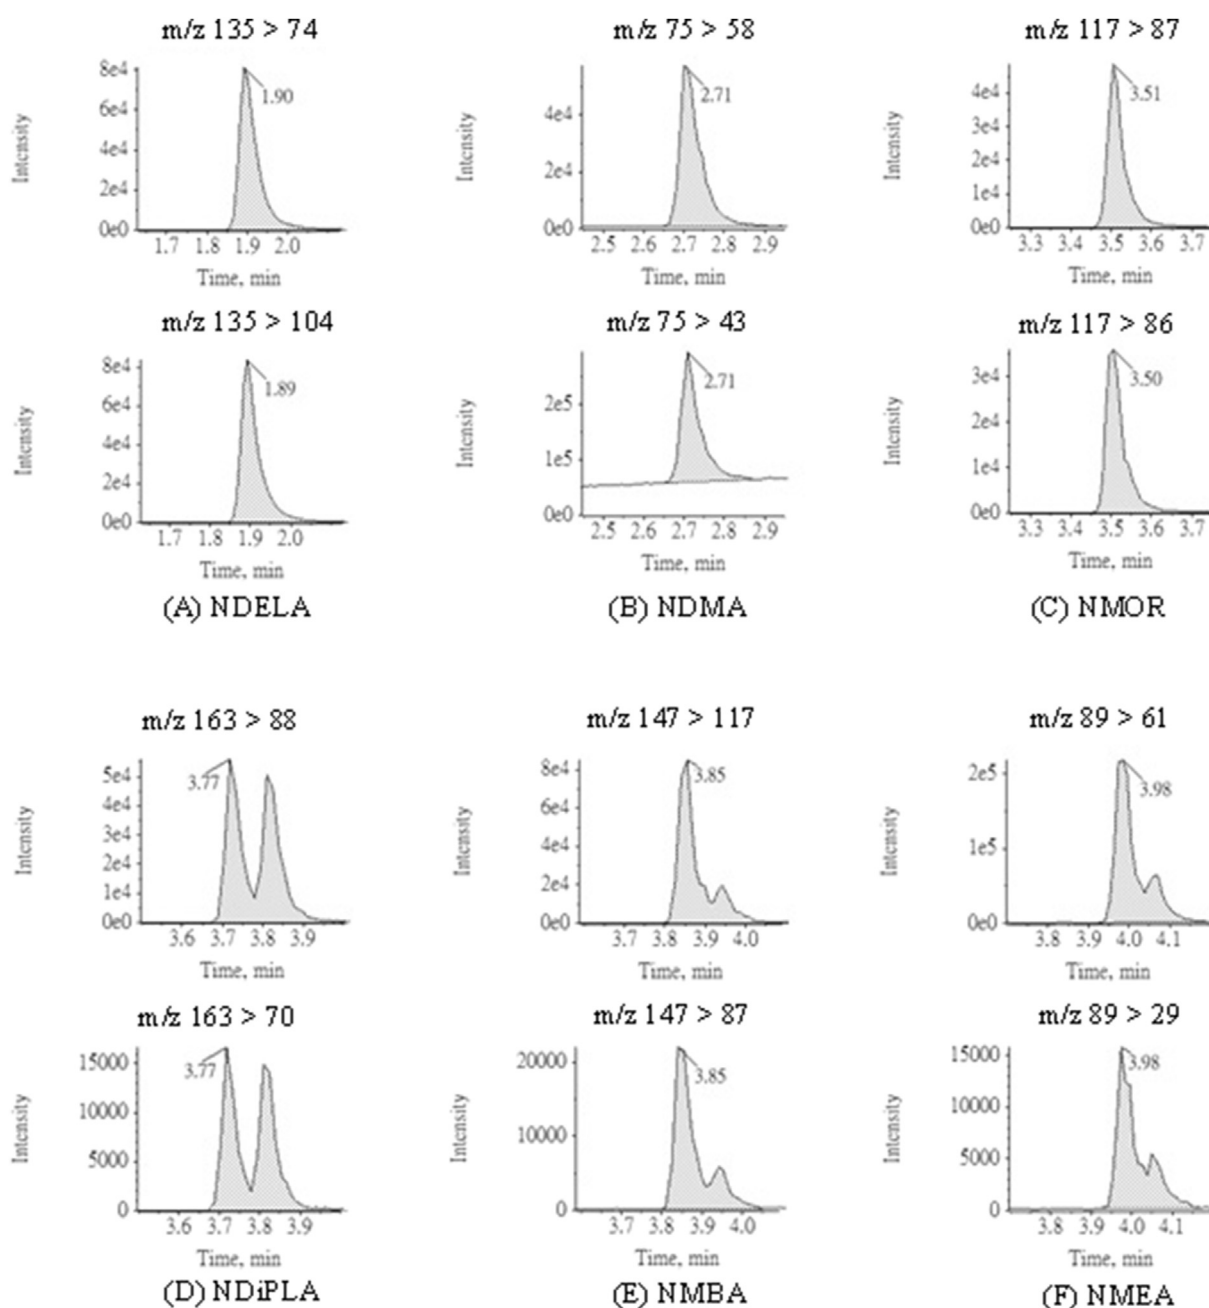 m/z 135 > 74
m/z 75 > 58
m/z 117 > 87
Intensity
8e4
6e4
4e4
2e4
0e0
1.90
1.7 1.8 1.9 2.0
Time, min
Intensity
4e4
2e4
0e0
2.71
2.5 2.6 2.7 2.8 2.9
Time, min
Intensity
4e4
3e4
2e4
1e4
0e0
3.51
3.3 3.4 3.5 3.6 3.7
Time, min
m/z 135 > 104
m/z 75 > 43
m/z 117 > 86
Intensity
8e4
6e4
4e4
2e4
0e0
1.89
1.7 1.8 1.9 2.0
Time, min
Intensity
2e5
1e5
0e0
2.71
2.5 2.6 2.7 2.8 2.9
Time, min
Intensity
3e4
2e4
1e4
0e0
3.50
3.3 3.4 3.5 3.6 3.7
Time, min
(A) NDELA
(B) NDMA
(C) NMOR
m/z 163 > 88
m/z 147 > 117
m/z 89 > 61
Intensity
5e4
4e4
3e4
2e4
1e4
0e0
3.77
3.6 3.7 3.8 3.9
Time, min
Intensity
8e4
6e4
4e4
2e4
0e0
3.85
3.7 3.8 3.9 4.0
Time, min
Intensity
2e5
1e5
0e0
3.98
3.8 3.9 4.0 4.1
Time, min
m/z 163 > 70
m/z 147 > 87
m/z 89 > 29
Intensity
15000
10000
5000
0
3.77
3.6 3.7 3.8 3.9
Time, min
Intensity
20000
10000
0
3.85
3.7 3.8 3.9 4.0
Time, min
Intensity
15000
10000
5000
0
3.98
3.8 3.9 4.0 4.1
Time, min
(D) NDiPLA
(E) NMBA
(F) NMEA